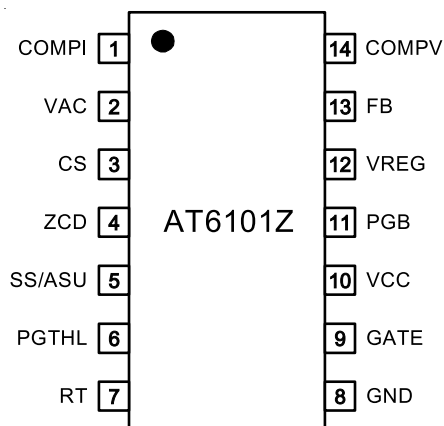 COMPI 1 14 COMPV
VAC 2 13 FB
CS 3 12 VREG
ZCD 4 AT6101Z 11 PGB
SS/ASU 5 10 VCC
PGTHL 6 9 GATE
RT 7 8 GND